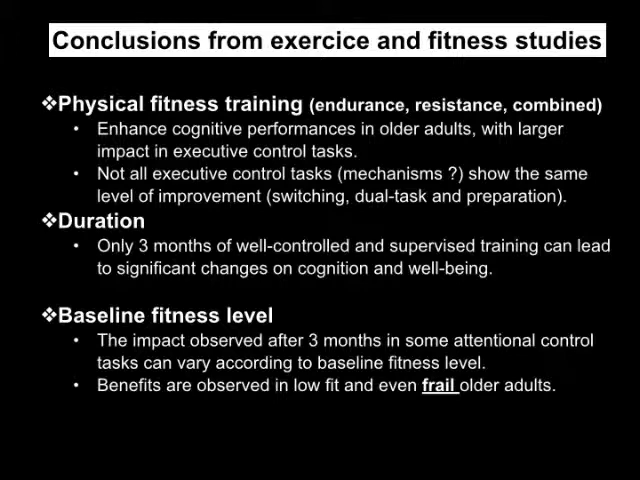 Conclusions from exercice and fitness studies
❖Physical fitness training (endurance, resistance, combined)
• Enhance cognitive performances in older adults, with larger
impact in executive control tasks.
• Not all executive control tasks (mechanisms ?) show the same
level of improvement (switching, dual-task and preparation).
❖Duration
• Only 3 months of well-controlled and supervised training can lead
to significant changes on cognition and well-being.
❖Baseline fitness level
• The impact observed after 3 months in some attentional control
tasks can vary according to baseline fitness level.
• Benefits are observed in low fit and even frail older adults.